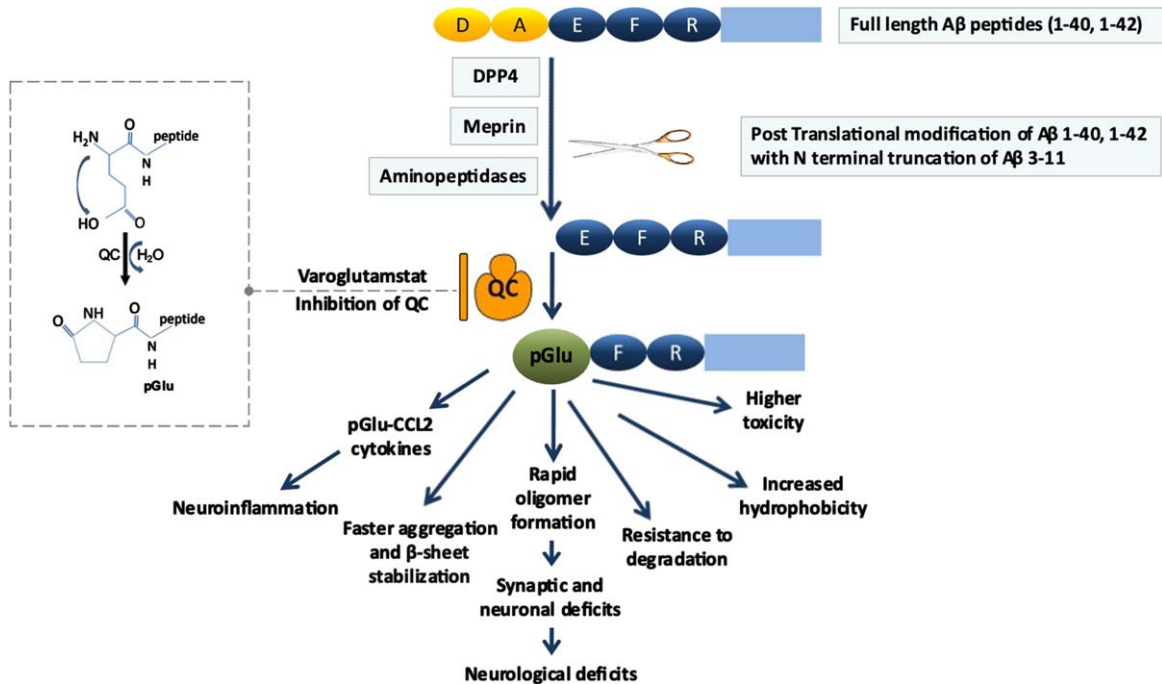 D A E F R
Full length Aβ peptides (1-40, 1-42)
DPP4
Meprin
Aminopeptidases
Post Translational modification of Aβ 1-40, 1-42
with N terminal truncation of Aβ 3-11
H₂N
O
peptide
N
H
HO
O
QC
H₂O
O
NH
O
peptide
N
H
pGlu
E F R
Varoglutamstat
Inhibition of QC
QC
pGlu F R
pGlu-CCL2
cytokines
Neuroinflammation
Faster aggregation
and β-sheet
stabilization
Rapid
oligomer
formation
Synaptic and
neuronal deficits
Neurological deficits
Resistance to
degradation
Increased
hydrophobicity
Higher
toxicity